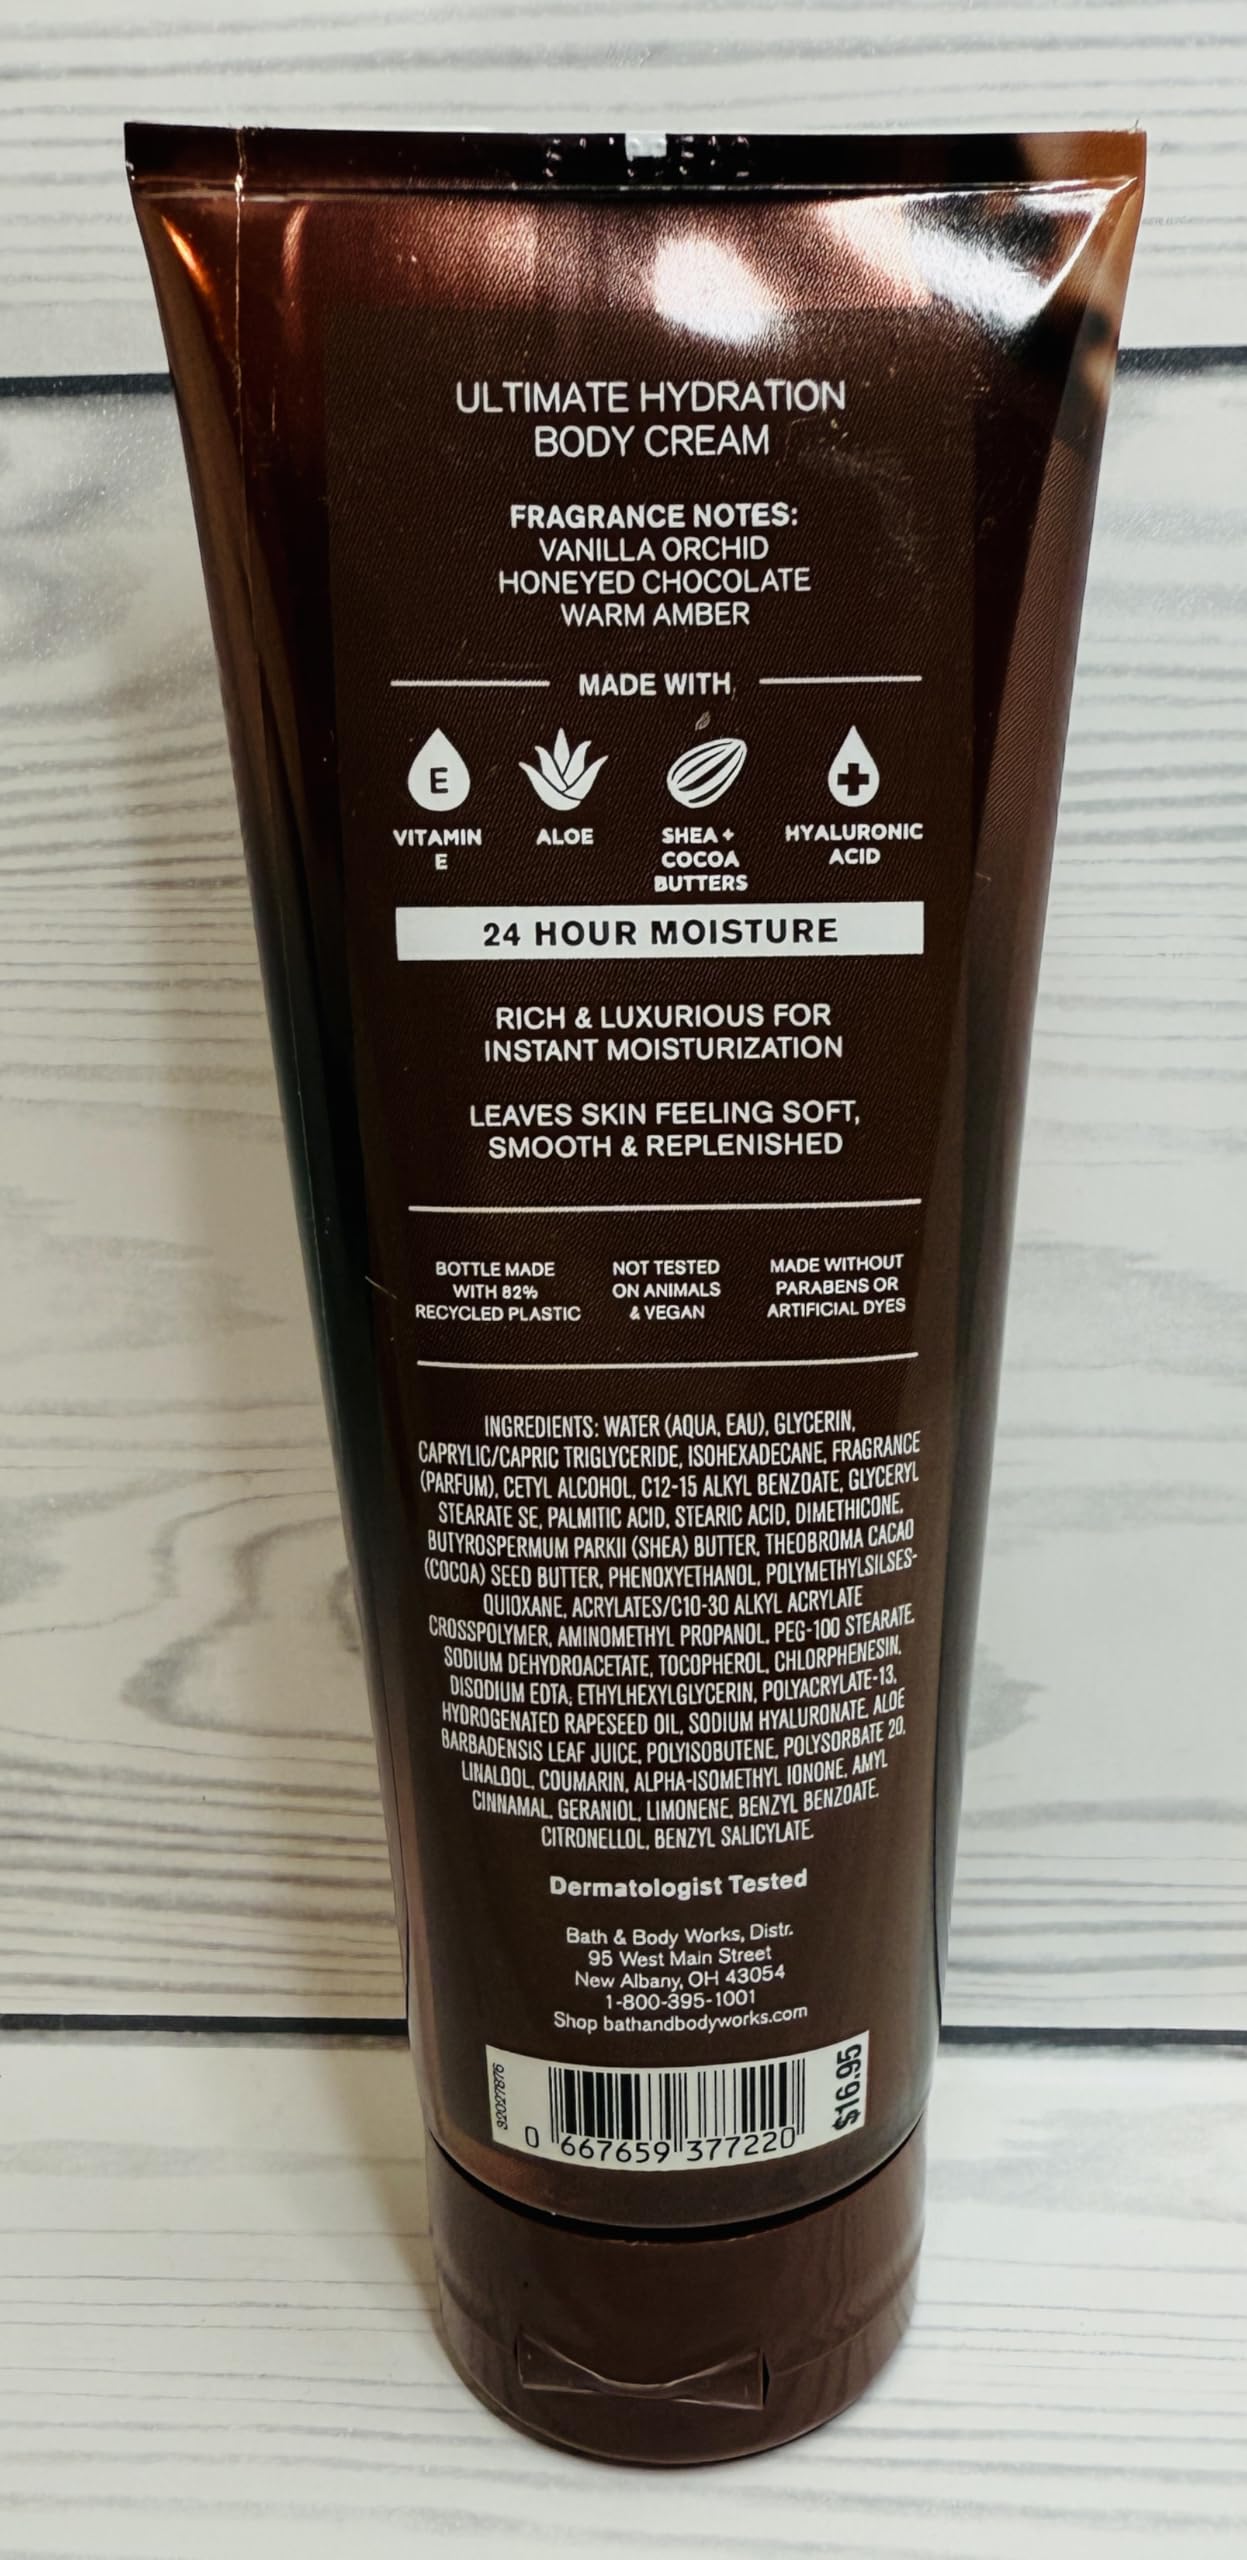 ULTIMATE HYDRATION
BODY CREAM
FRAGRANCE NOTES:
VANILLA ORCHID
HONEYED CHOCOLATE
WARM AMBER
MADE WITH
E
VITAMIN
E
ALOE
SHEA +
COCOA
BUTTERS
HYALURONIC
ACID
24 HOUR MOISTURE
RICH & LUXURIOUS FOR
INSTANT MOISTURIZATION
LEAVES SKIN FEELING SOFT,
SMOOTH & REPLENISHED
BOTTLE MADE
WITH 82%
RECYCLED PLASTIC
NOT TESTED
ON ANIMALS
& VEGAN
MADE WITHOUT
PARABENS OR
ARTIFICIAL DYES
INGREDIENTS: WATER (AQUA, EAU), GLYCERIN,
CAPRYLIC/CAPRIC TRIGLYCERIDE, ISOHEXADECANE, FRAGRANCE
(PARFUM), CETYL ALCOHOL, C12-15 ALKYL BENZOATE, GLYCERYL
STEARATE SE, PALMITIC ACID, STEARIC ACID, DIMETHICONE,
BUTYROSPERMUM PARKII (SHEA) BUTTER, THEOBROMA CACAO
(COCOA) SEED BUTTER, PHENOXYETHANOL, POLYMETHYLSILSES-
QUIOXANE, ACRYLATES/C10-30 ALKYL ACRYLATE
CROSSPOLYMER, AMINOMETHYL PROPANOL, PEG-100 STEARATE,
SODIUM DEHYDROACETATE, TOCOPHEROL, CHLORPHENESIN,
DISODIUM EDTA, ETHYLHEXYLGLYCERIN, POLYACRYLATE-13,
HYDROGENATED RAPESEED OIL, SODIUM HYALURONATE, ALOE
BARBADENSIS LEAF JUICE, POLYISOBUTENE, POLYSORBATE 20,
LINALOOL, COUMARIN, ALPHA-ISOMETHYL IONONE, AMYL
CINNAMAL, GERANIOL, LIMONENE, BENZYL BENZOATE,
CITRONELLOL, BENZYL SALICYLATE.
Dermatologist Tested
Bath & Body Works, Distr.
95 West Main Street
New Albany, OH 43054
1-800-395-1001
Shop bathandbodyworks.com
$16.95
0 667659 377220